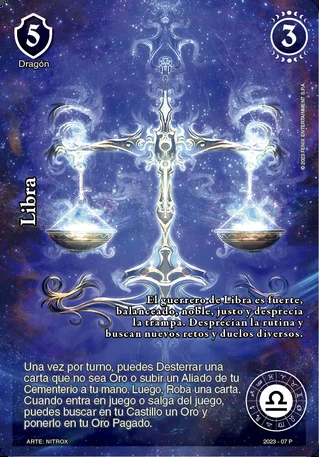 5
3
Dragón
© 2023 FENIX ENTERTAINMENT S.P.A.
Libra
El guerrero de Libra es fuerte,
balanceado, noble, justo y desprecia
la trampa. Desprecian la rutina y
buscan nuevos retos y duelos diversos.
Una vez por turno, puedes Desterrar una
carta que no sea Oro o subir un Aliado de tu
Cementerio a tu mano. Luego, Roba una carta.
Cuando entra en juego o salga del juego,
puedes buscar en tu Castillo un Oro y
ponerlo en tu Oro Pagado.
ARTE: NITROX
2023 - 07 P